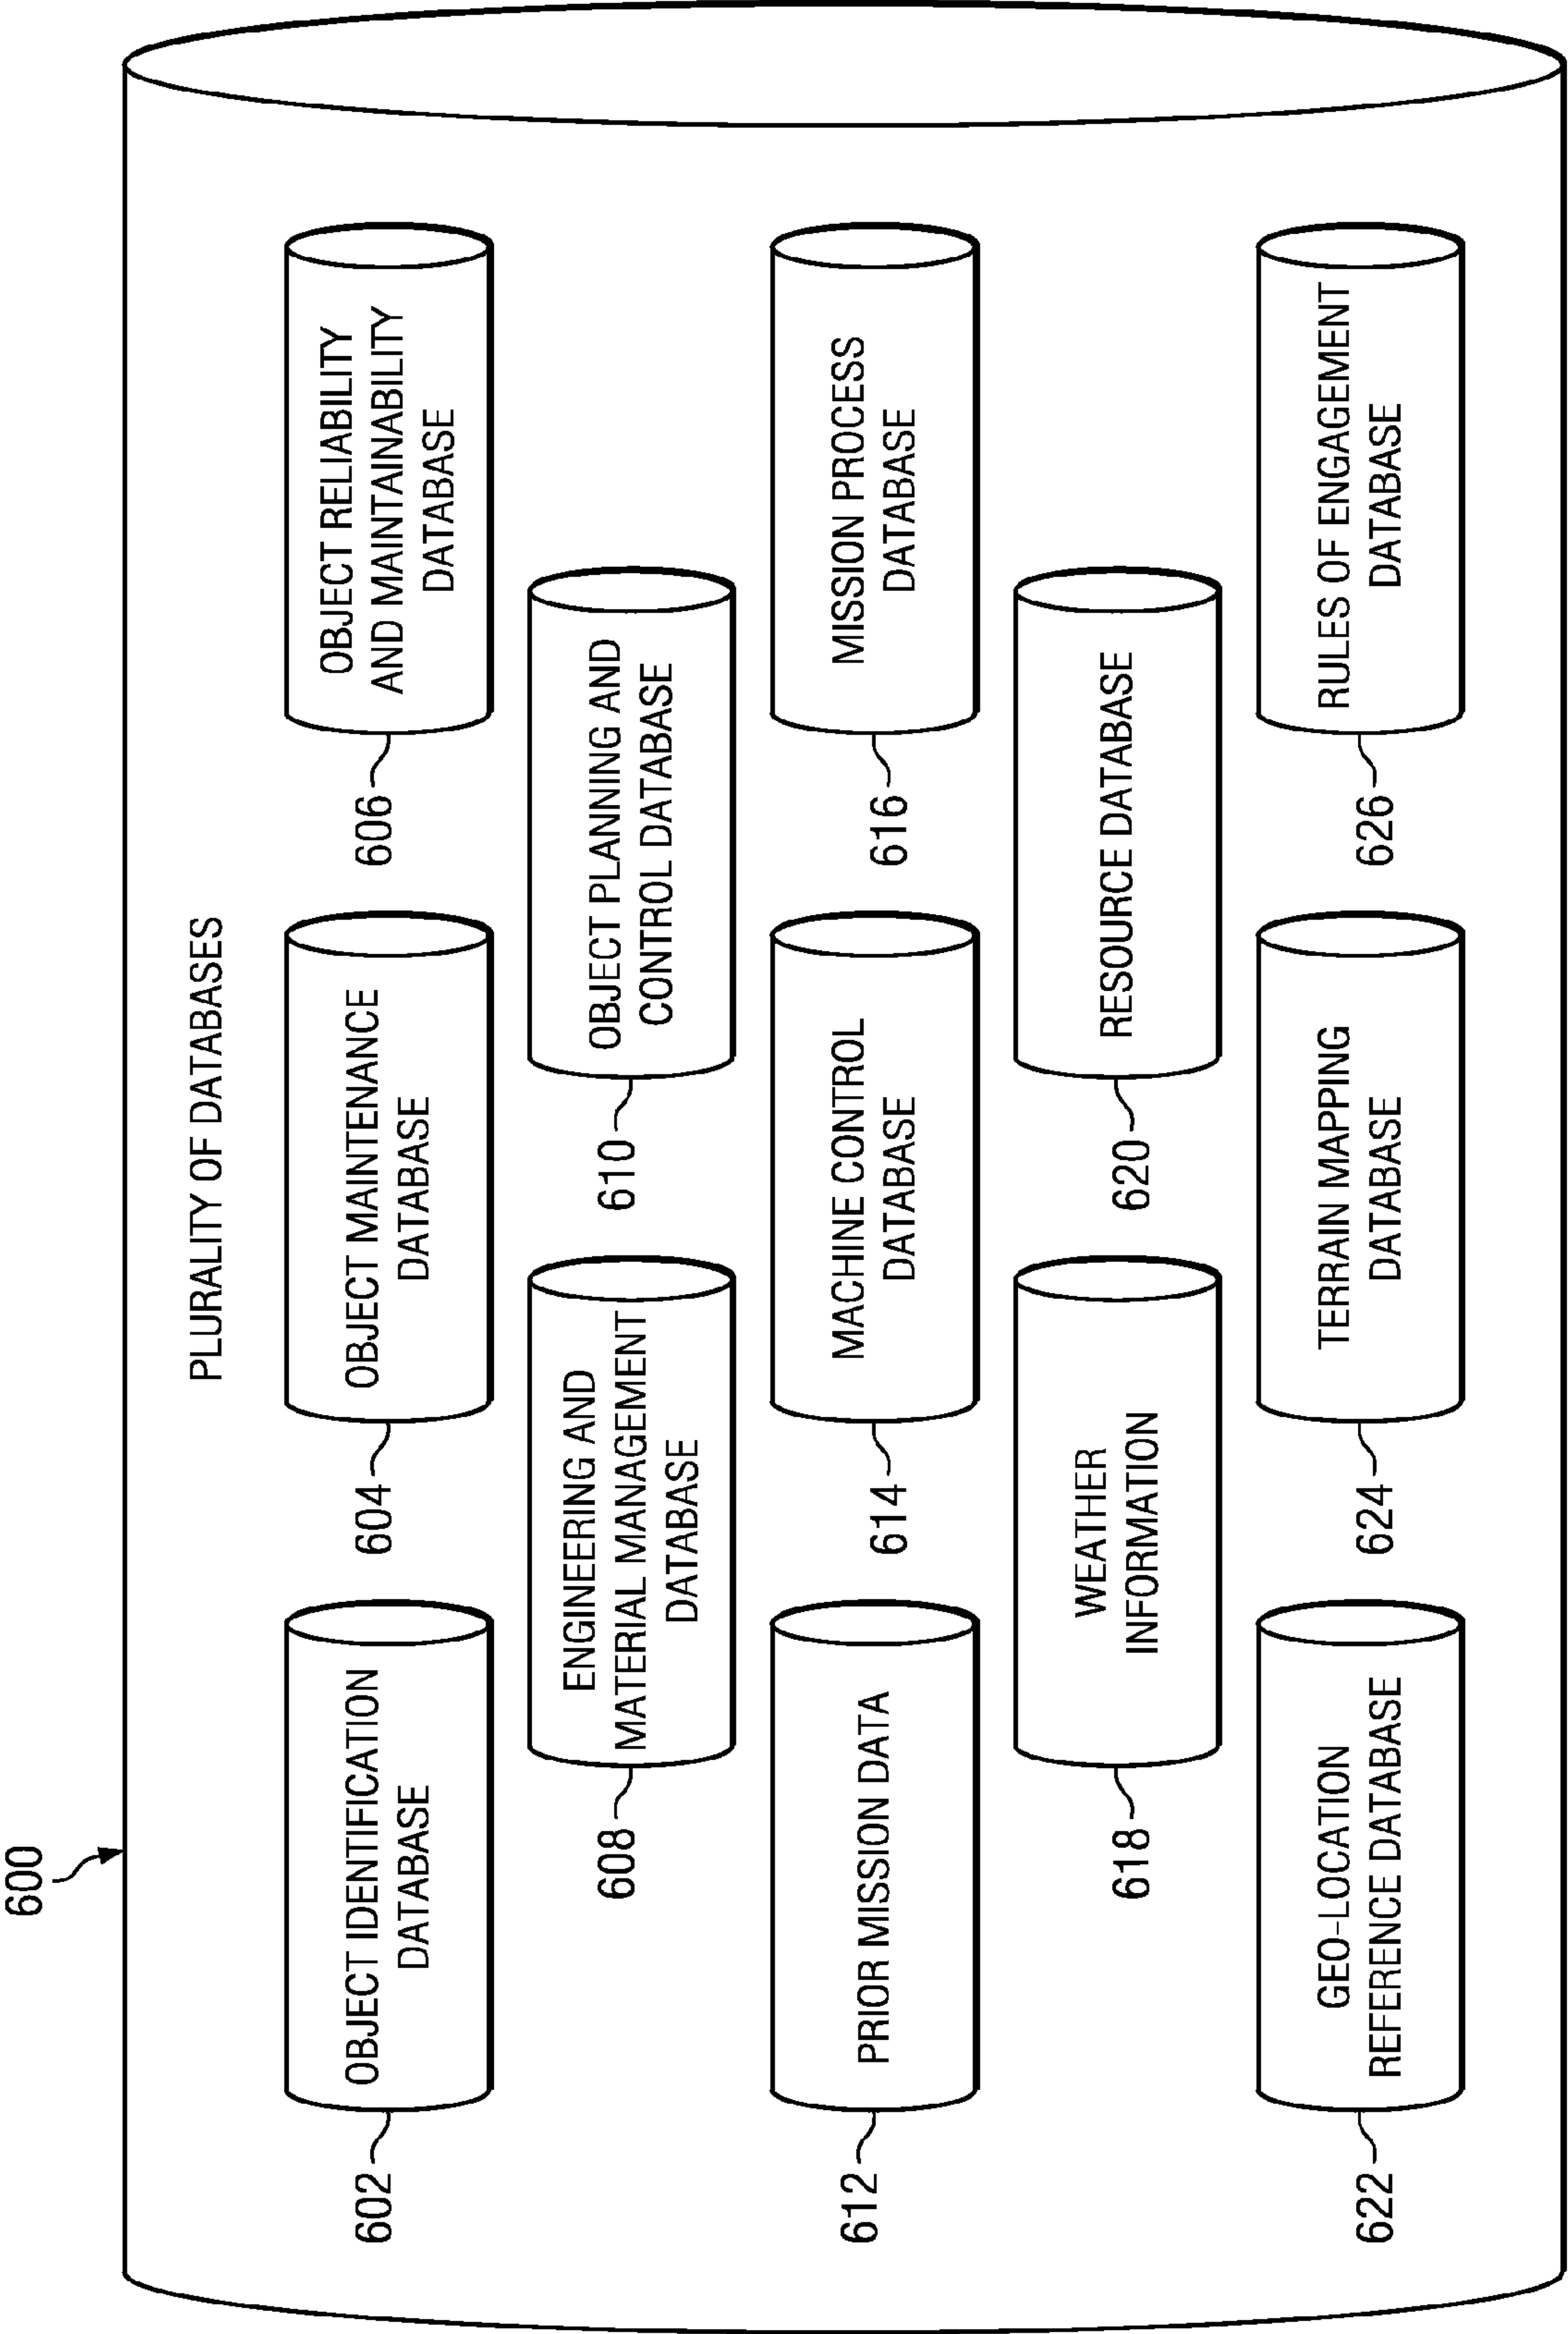 600
PLURALITY OF DATABASES
OBJECT IDENTIFICATION
DATABASE
602
OBJECT MAINTENANCE
DATABASE
604
OBJECT RELIABILITY
AND MAINTAINABILITY
DATABASE
606
ENGINEERING AND
MATERIAL MANAGEMENT
DATABASE
608
OBJECT PLANNING AND
CONTROL DATABASE
610
PRIOR MISSION DATA
612
MACHINE CONTROL
DATABASE
614
MISSION PROCESS
DATABASE
616
WEATHER
INFORMATION
618
RESOURCE DATABASE
620
GEO-LOCATION
REFERENCE DATABASE
622
TERRAIN MAPPING
DATABASE
624
RULES OF ENGAGEMENT
DATABASE
626